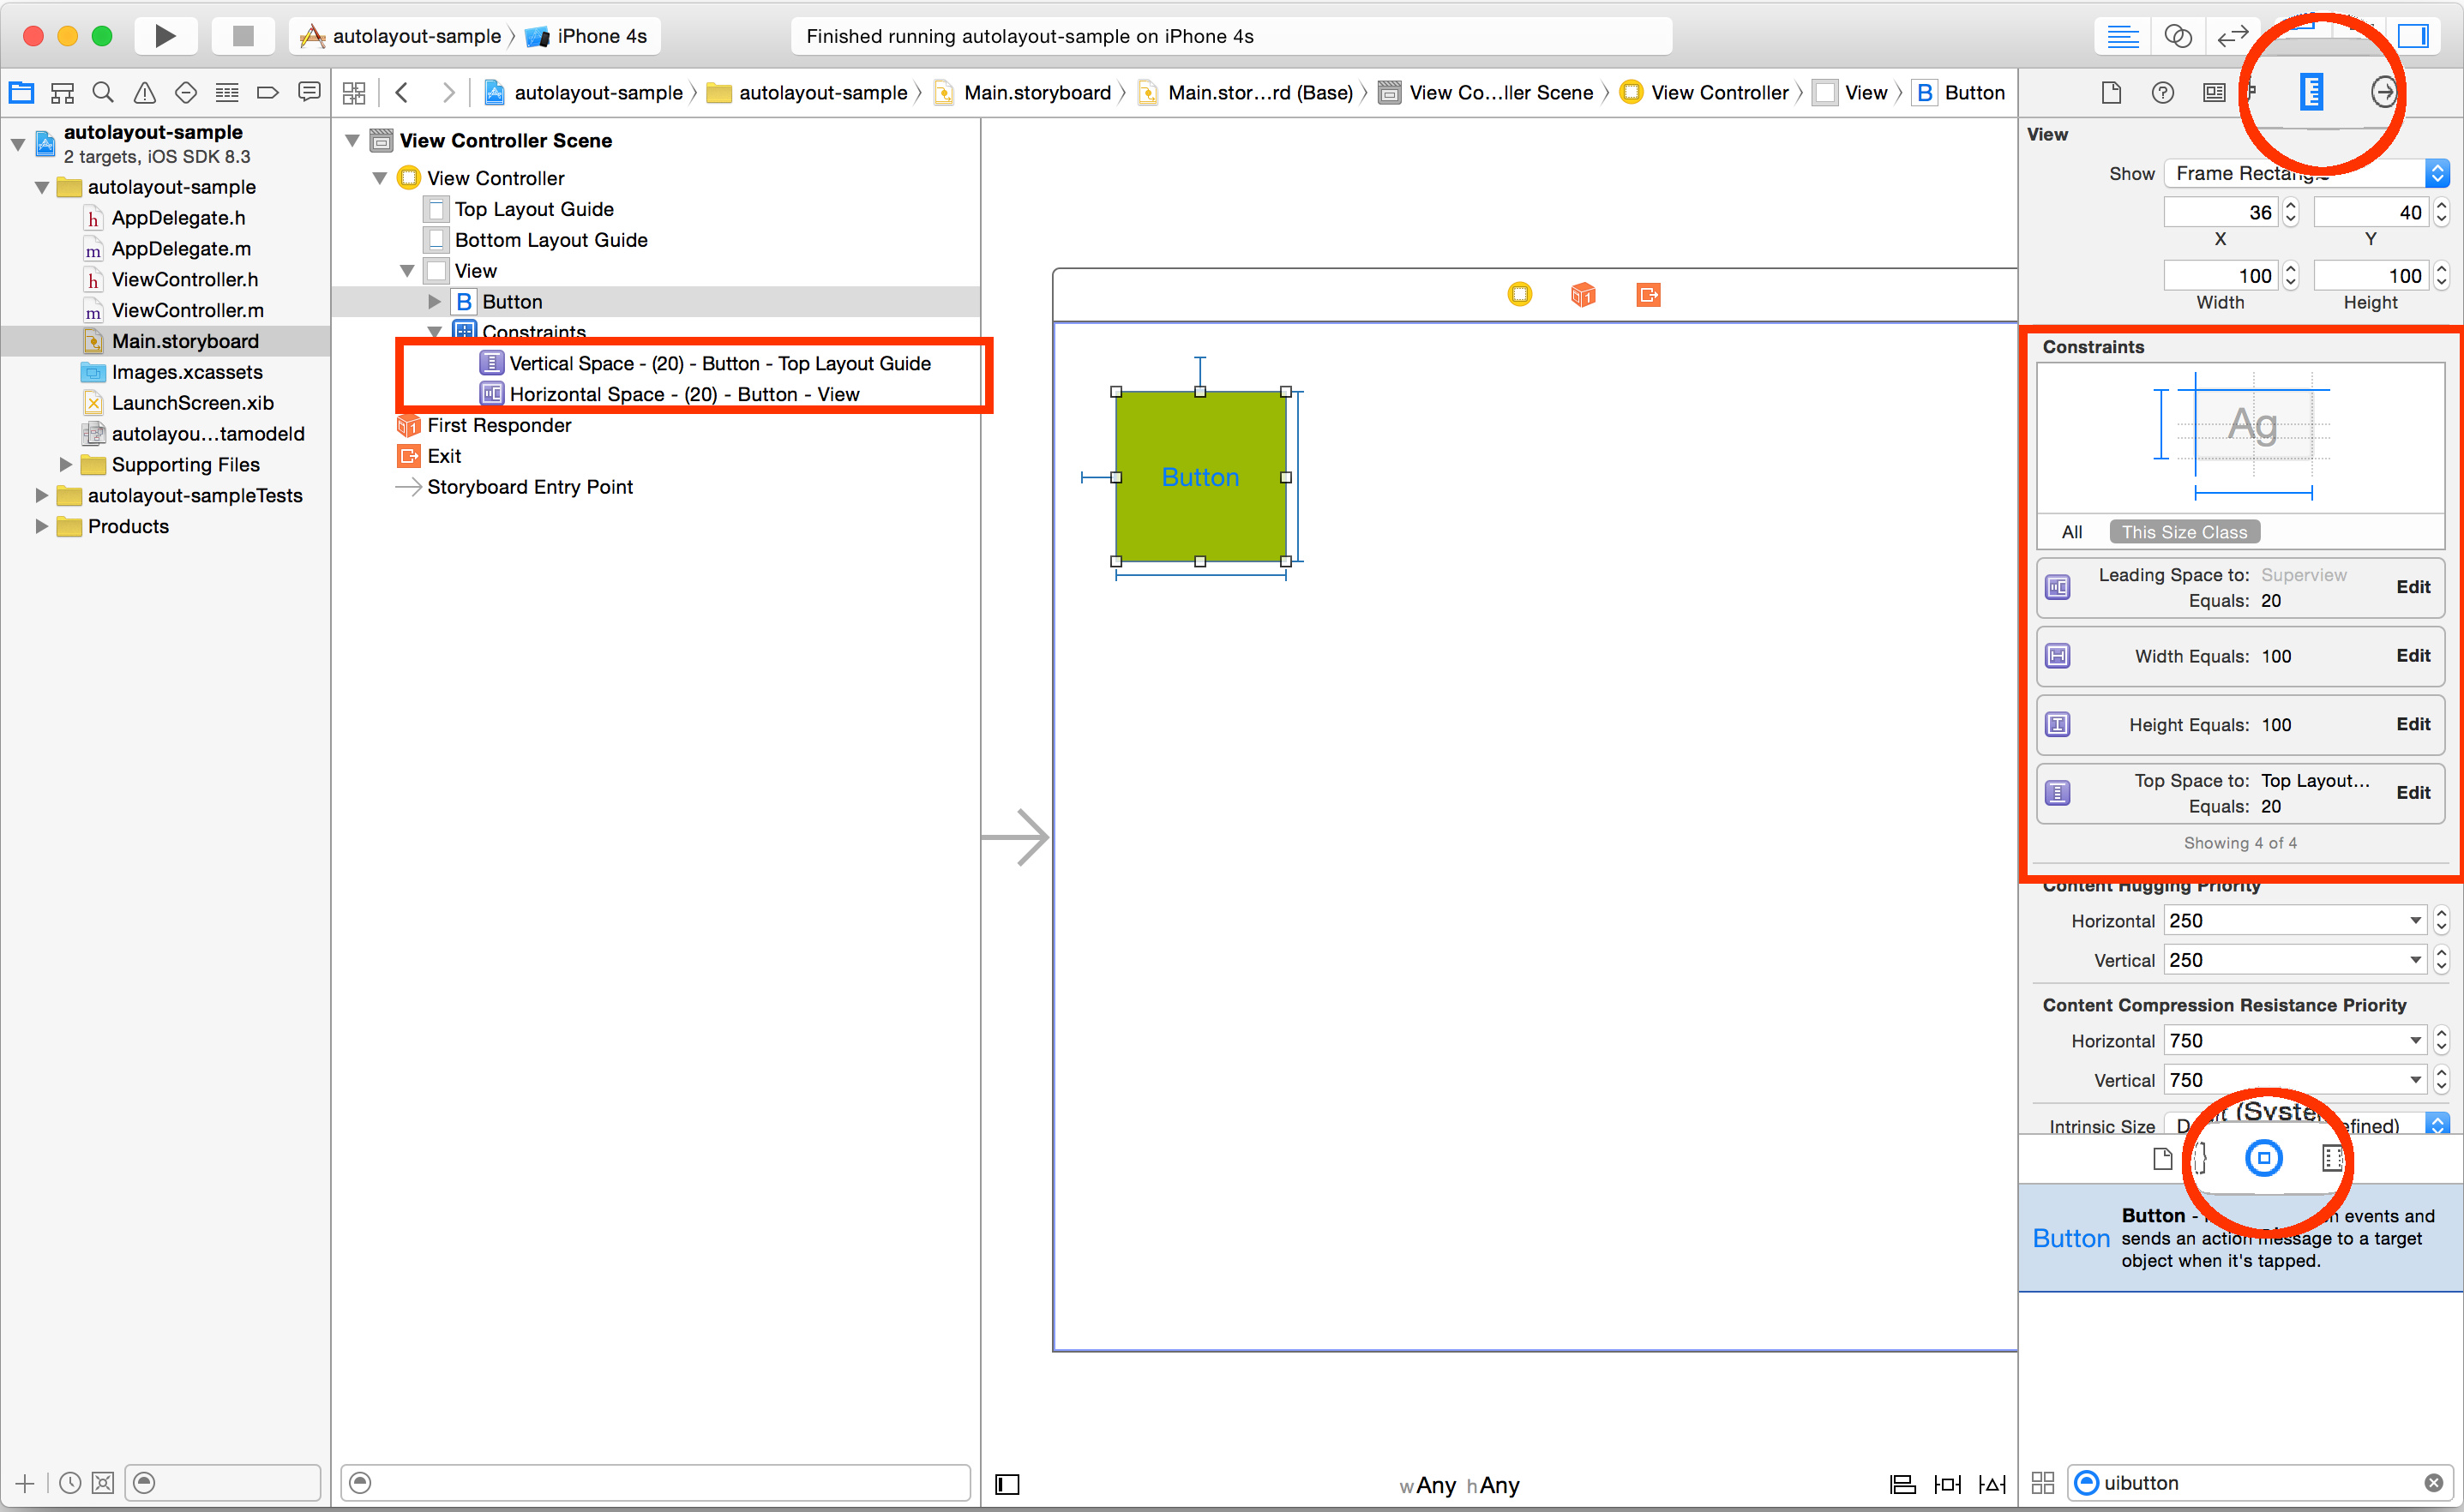 autolayout-sample iPhone 4s
Finished running autolayout-sample on iPhone 4s
autolayout-sample autolayout-sample Main.storyboard Main.stor...rd (Base) View Co...ller Scene View Controller View B Button
autolayout-sample
2 targets, iOS SDK 8.3
autolayout-sample
h AppDelegate.h
m AppDelegate.m
h ViewController.h
m ViewController.m
Main.storyboard
Images.xcassets
LaunchScreen.xib
autolayou...tamodeld
Supporting Files
autolayout-sampleTests
Products
View Controller Scene
View Controller
Top Layout Guide
Bottom Layout Guide
View
B Button
Constraints
Vertical Space - (20) - Button - Top Layout Guide
Horizontal Space - (20) - Button - View
First Responder
Exit
Storyboard Entry Point
Button
wAny hAny
View
Show Frame
36 40
X Y
100 100
Width Height
Constraints
Ag
All This Size Class
Leading Space to: Superview
Equals: 20
Edit
Width Equals: 100 Edit
Height Equals: 100 Edit
Top Space to: Top Layout...
Equals: 20
Edit
Showing 4 of 4
Content Hugging Priority
Horizontal 250
Vertical 250
Content Compression Resistance Priority
Horizontal 750
Vertical 750
Intrinsic Size
Button
Button - events and
sends an action message to a target
object when it's tapped.
uibutton